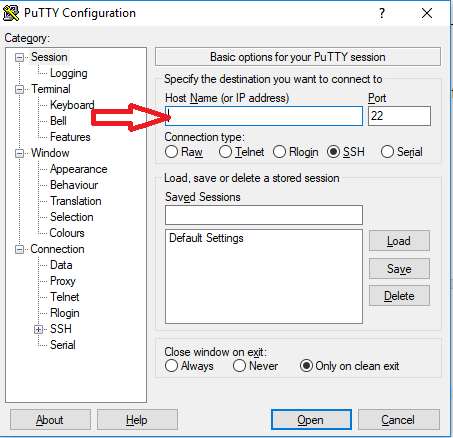 PuTTY Configuration
?
Category:
Session
Logging
Terminal
Keyboard
Bell
Features
Window
Appearance
Behaviour
Translation
Selection
Colours
Connection
Data
Proxy
Telnet
Rlogin
SSH
Serial
Basic options for your PuTTY session
Specify the destination you want to connect to
Host Name (or IP address) Port
22
Connection type:
Raw Telnet Rlogin SSH Serial
Load, save or delete a stored session
Saved Sessions
Default Settings
Load
Save
Delete
Close window on exit:
Always Never Only on clean exit
About Help Open Cancel